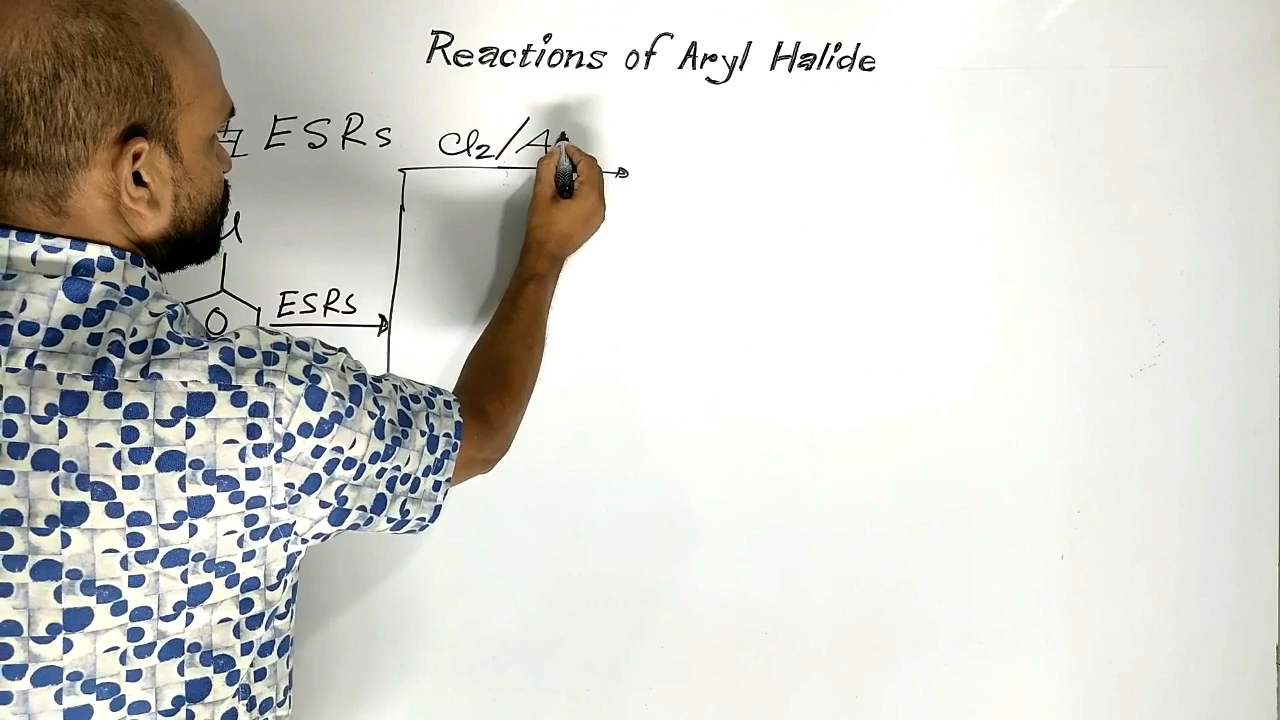 Reactions of Aryl Halide
# ESRs
Cl₂/A
ESRs